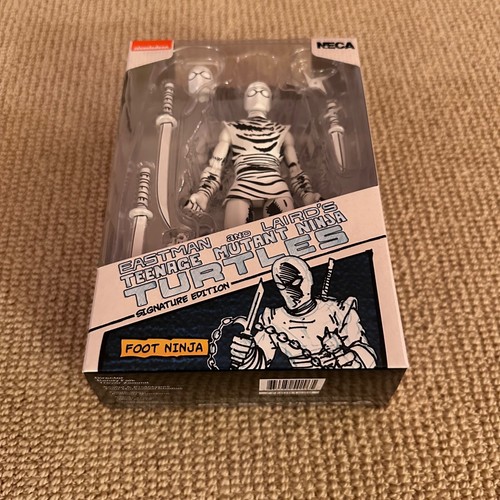 nickelodeon
NECA
EASTMAN AND LAIRD'S
TEENAGE MUTANT NINJA
TURTLES
SIGNATURE EDITION
FOOT NINJA